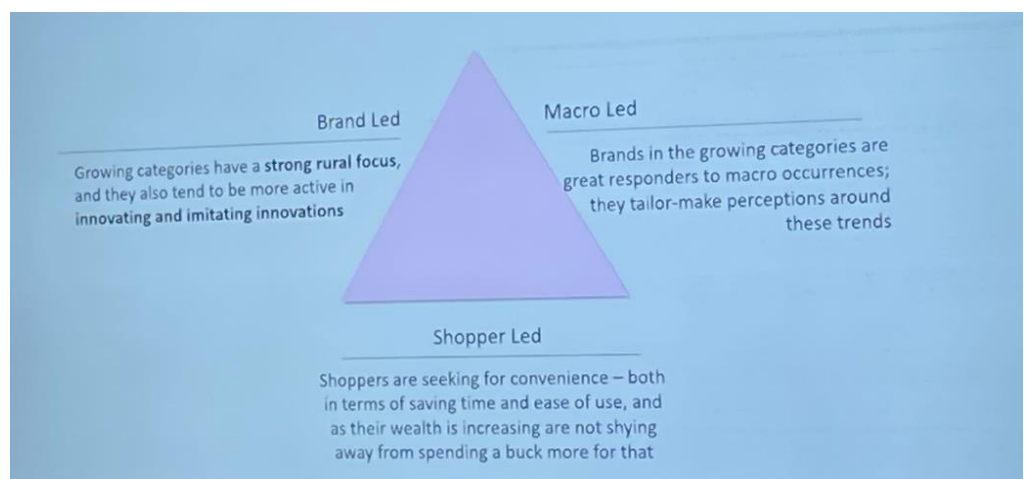 Brand Led
Growing categories have a strong rural focus,
and they also tend to be more active in
innovating and imitating innovations
Macro Led
Brands in the growing categories are
great responders to macro occurrences;
they tailor-make perceptions around
these trends
Shopper Led
Shoppers are seeking for convenience – both
in terms of saving time and ease of use, and
as their wealth is increasing are not shying
away from spending a buck more for that